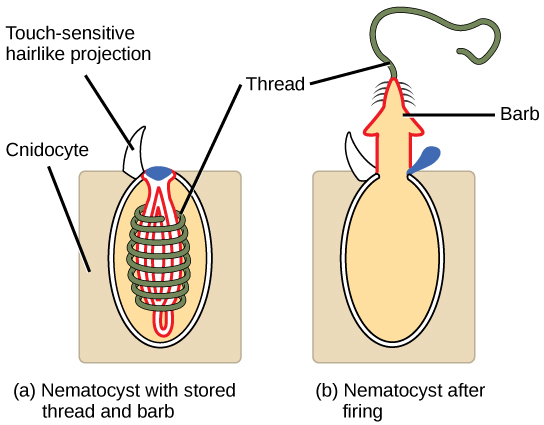 Touch-sensitive
hairlike projection
Thread
Barb
Cnidocyte
(a) Nematocyst with stored
thread and barb
(b) Nematocyst after
firing